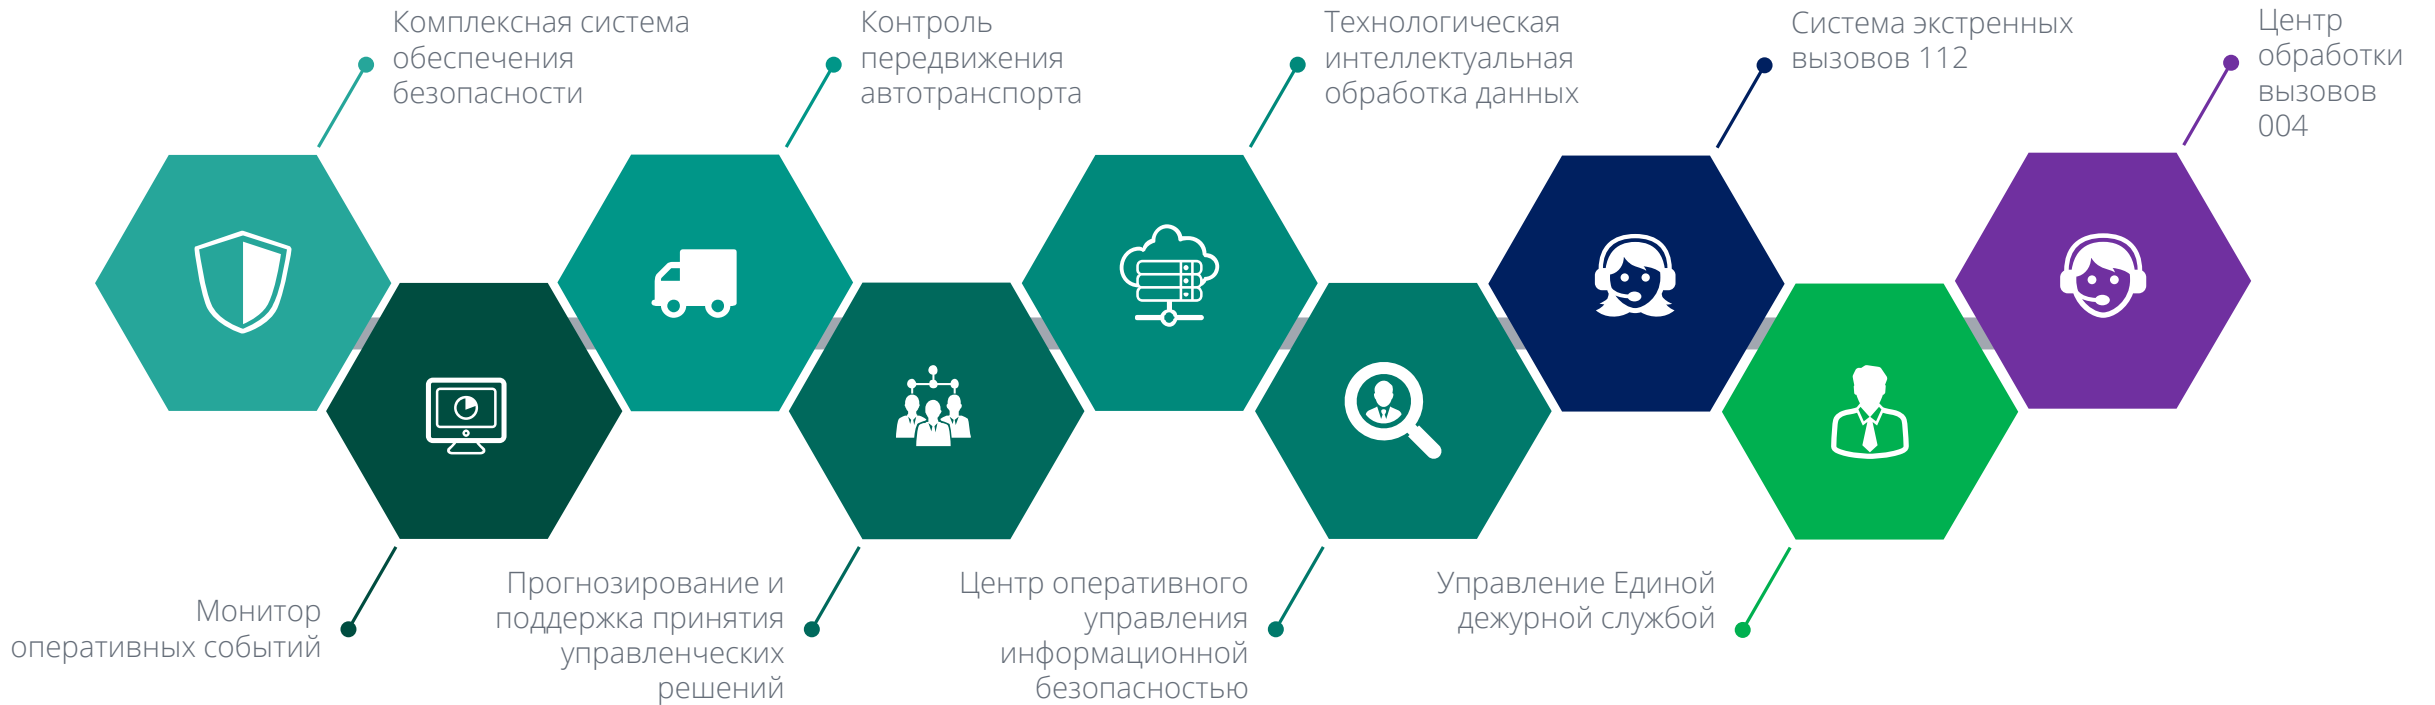 Комплексная система
обеспечения
безопасности
Контроль
передвижения
автотранспорта
Технологическая
интеллектуальная
обработка данных
Система экстренных
вызовов 112
Центр
обработки
вызовов
004
Монитор
оперативных событий
Прогнозирование и
поддержка принятия
управленческих
решений
Центр оперативного
управления
информационной
безопасностью
Управление Единой
дежурной службой